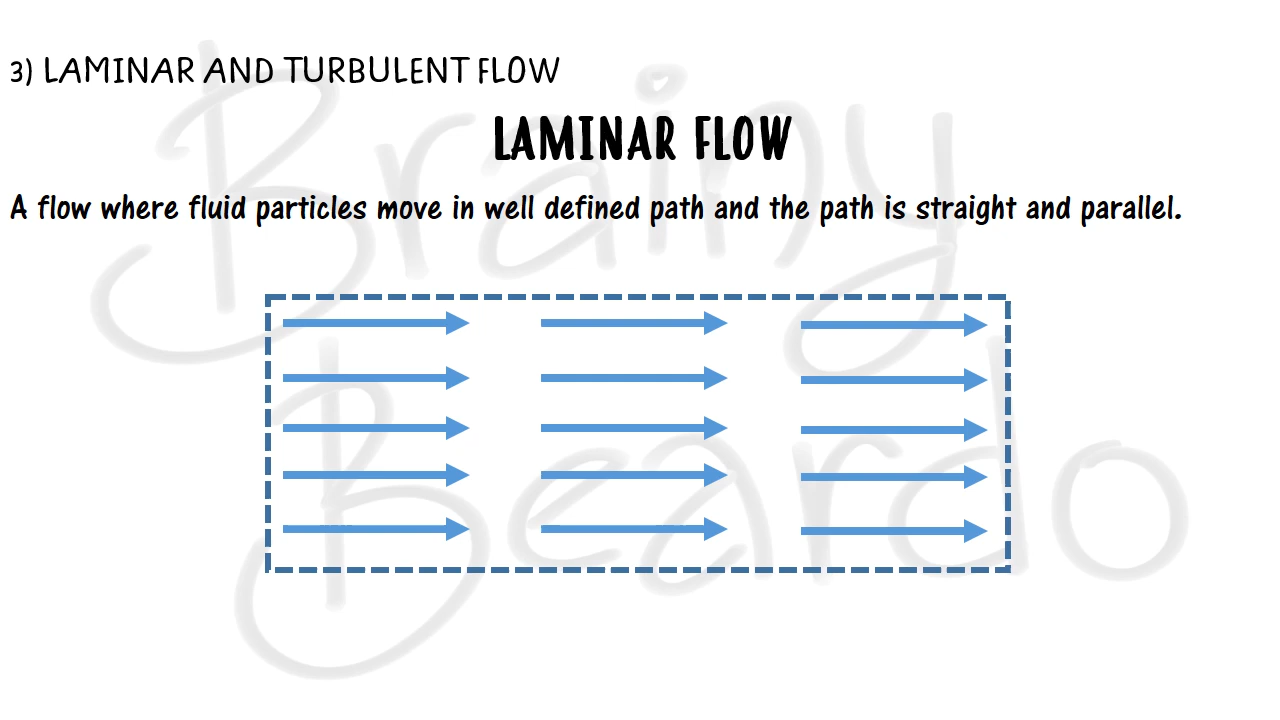 3) LAMINAR AND TURBULENT FLOW
LAMINAR FLOW
A flow where fluid particles move in well defined path and the path is straight and parallel.
Brainy
Beardo